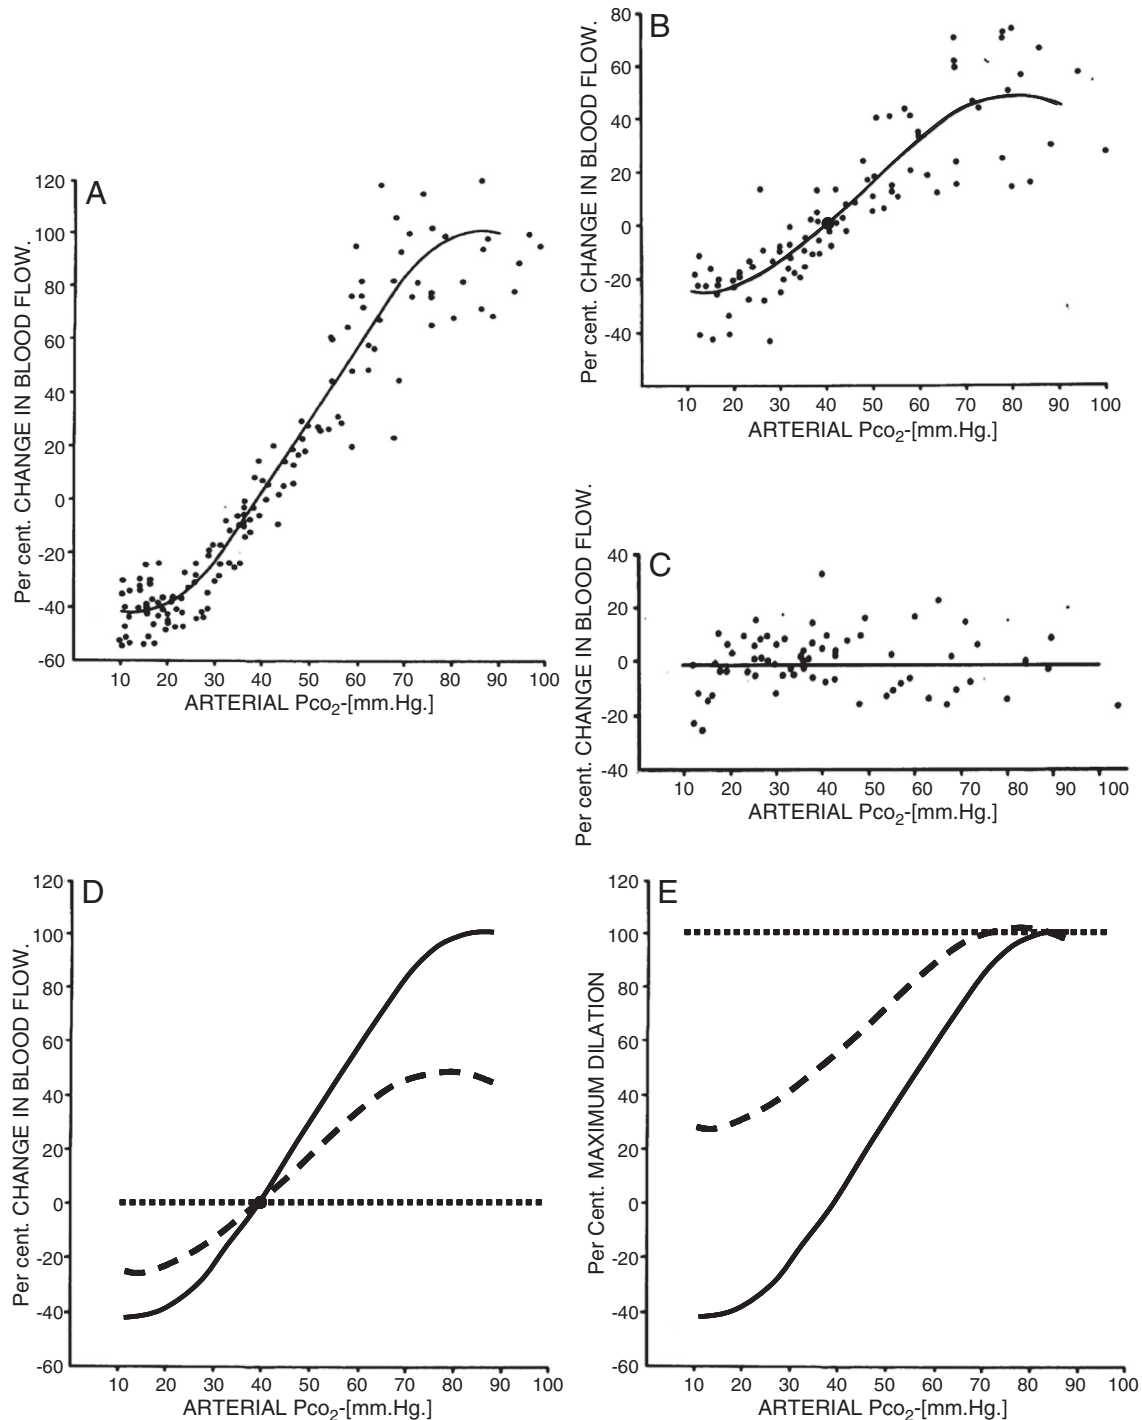 A
Per cent. CHANGE IN BLOOD FLOW.
120
100
80
60
40
20
0
-20
-40
-60
10 20 30 40 50 60 70 80 90 100
ARTERIAL Pco₂-[mm.Hg.]
B
Per cent. CHANGE IN BLOOD FLOW.
80
60
40
20
0
-20
-40
10 20 30 40 50 60 70 80 90 100
ARTERIAL Pco₂-[mm.Hg.]
C
Per cent. CHANGE IN BLOOD FLOW.
40
20
0
-20
-40
10 20 30 40 50 60 70 80 90 100
ARTERIAL Pco₂-[mm.Hg.]
D
Per cent. CHANGE IN BLOOD FLOW.
120
100
80
60
40
20
0
-20
-40
-60
10 20 30 40 50 60 70 80 90 100
ARTERIAL Pco₂-[mm.Hg.]
E
Per Cent. MAXIMUM DILATION
120
100
80
60
40
20
0
-20
-40
-60
10 20 30 40 50 60 70 80 90 100
ARTERIAL Pco₂-[mm.Hg.]